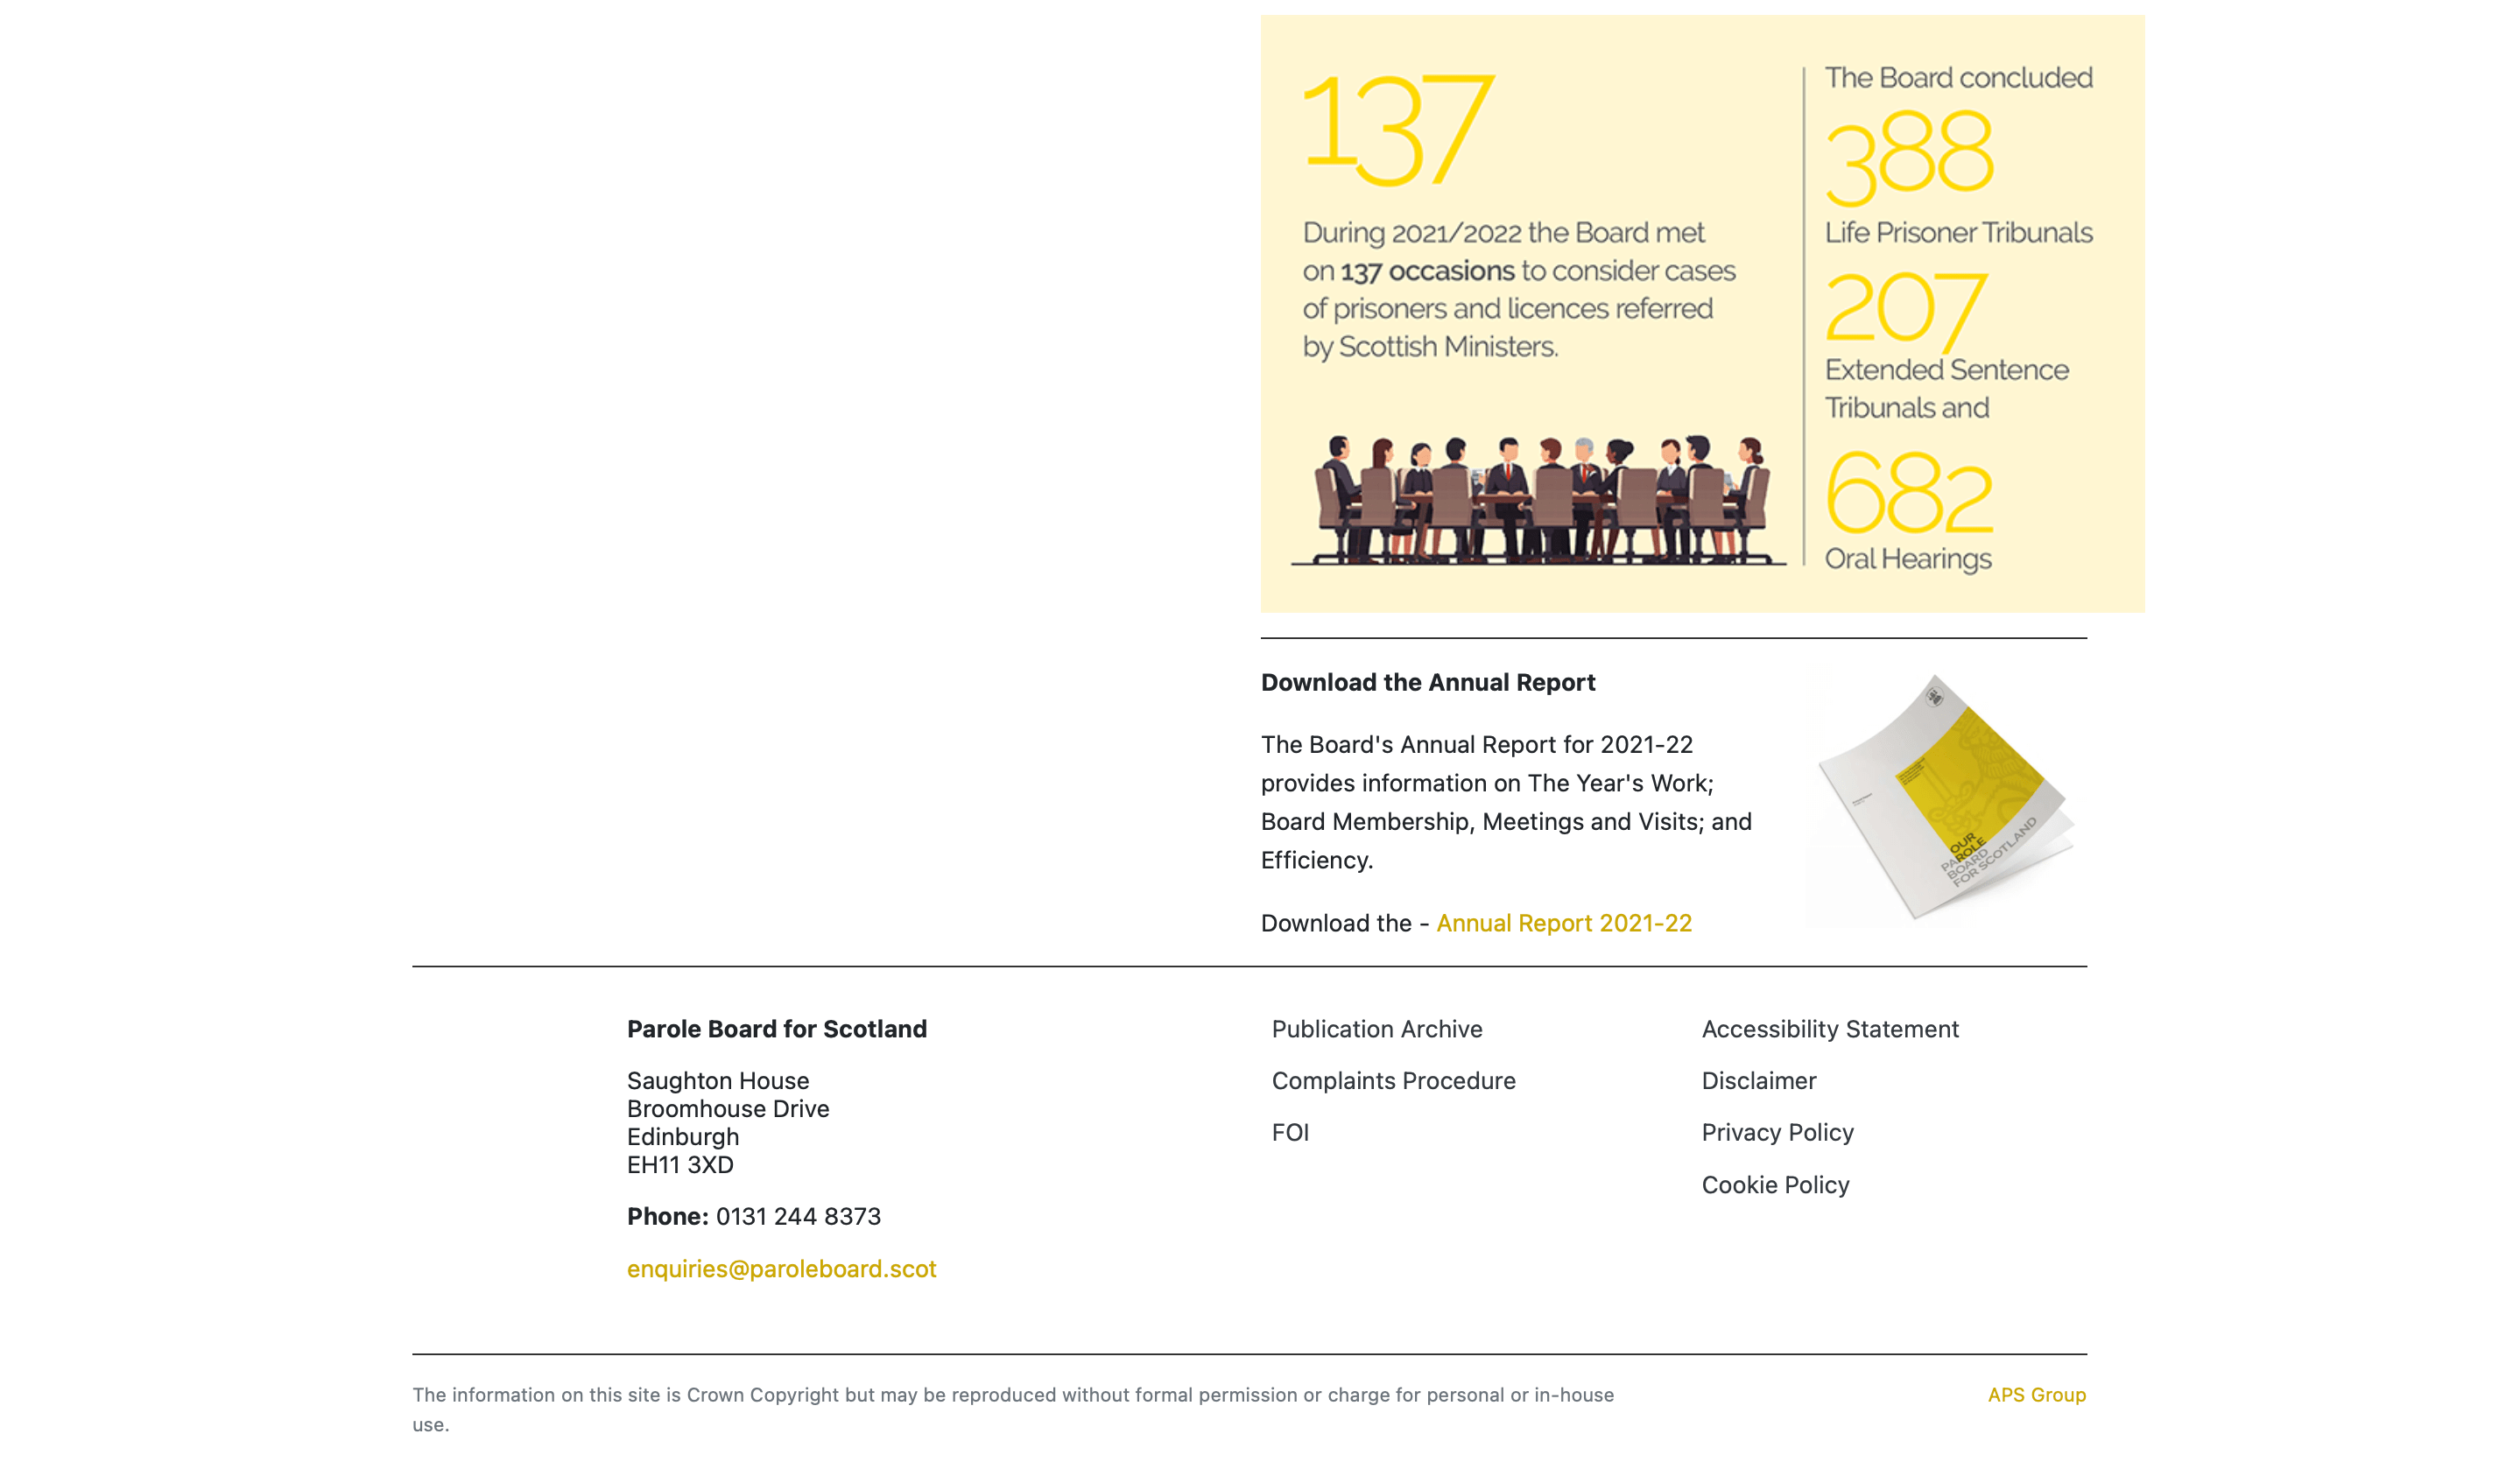 137
During 2021/2022 the Board met
on 137 occasions to consider cases
of prisoners and licences referred
by Scottish Ministers.
The Board concluded
388
Life Prisoner Tribunals
207
Extended Sentence
Tribunals and
682
Oral Hearings
Download the Annual Report
The Board's Annual Report for 2021-22
provides information on The Year's Work;
Board Membership, Meetings and Visits; and
Efficiency.
Download the - Annual Report 2021-22
OUR
PAROLE
BOARD
FOR SCOTLAND
Parole Board for Scotland
Saughton House
Broomhouse Drive
Edinburgh
EH11 3XD
Phone: 0131 244 8373
enquiries@paroleboard.scot
Publication Archive
Complaints Procedure
FOI
Accessibility Statement
Disclaimer
Privacy Policy
Cookie Policy
The information on this site is Crown Copyright but may be reproduced without formal permission or charge for personal or in-house
use.
APS Group